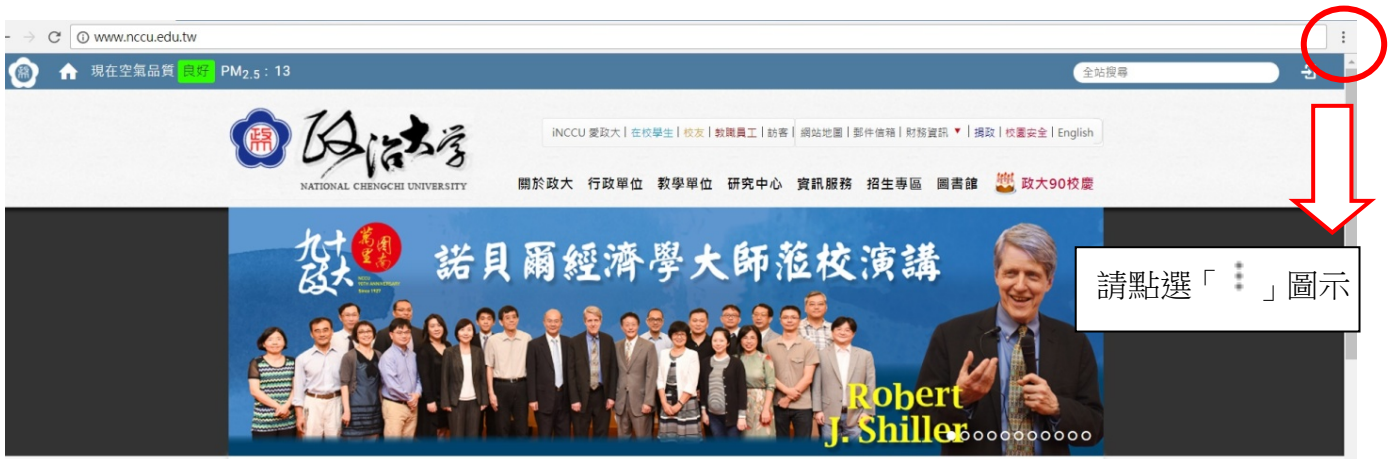 www.nccu.edu.tw
現在空氣品質 良好 PM2.5：13
全站搜尋
政治大學
NATIONAL CHENGCHI UNIVERSITY
iNCCU 愛政大 | 在校學生 | 校友 | 教職員工 | 訪客 | 網站地圖 | 郵件信箱 | 財務資訊 ▼ | 捐政 | 校園安全 | English
關於政大 行政單位 教學單位 研究中心 資訊服務 招生專區 圖書館 政大90校慶
九十政大
萬里圖南
諾貝爾經濟學大師蒞校演講
請點選「⋮」圖示
Robert
J. Shiller